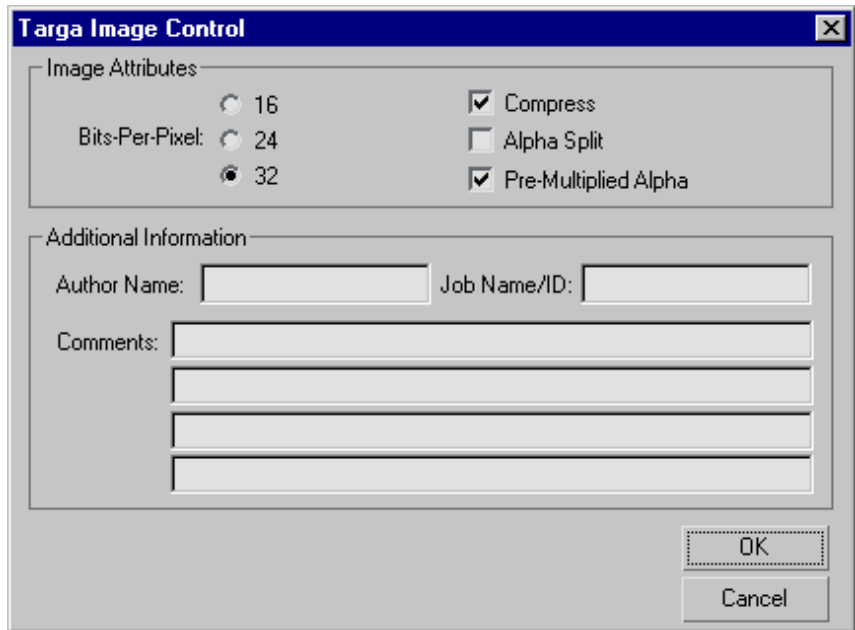 Targa Image Control
Image Attributes
Bits-Per-Pixel:
16
24
32
Compress
Alpha Split
Pre-Multiplied Alpha
Additional Information
Author Name:
Job Name/ID:
Comments:
OK
Cancel